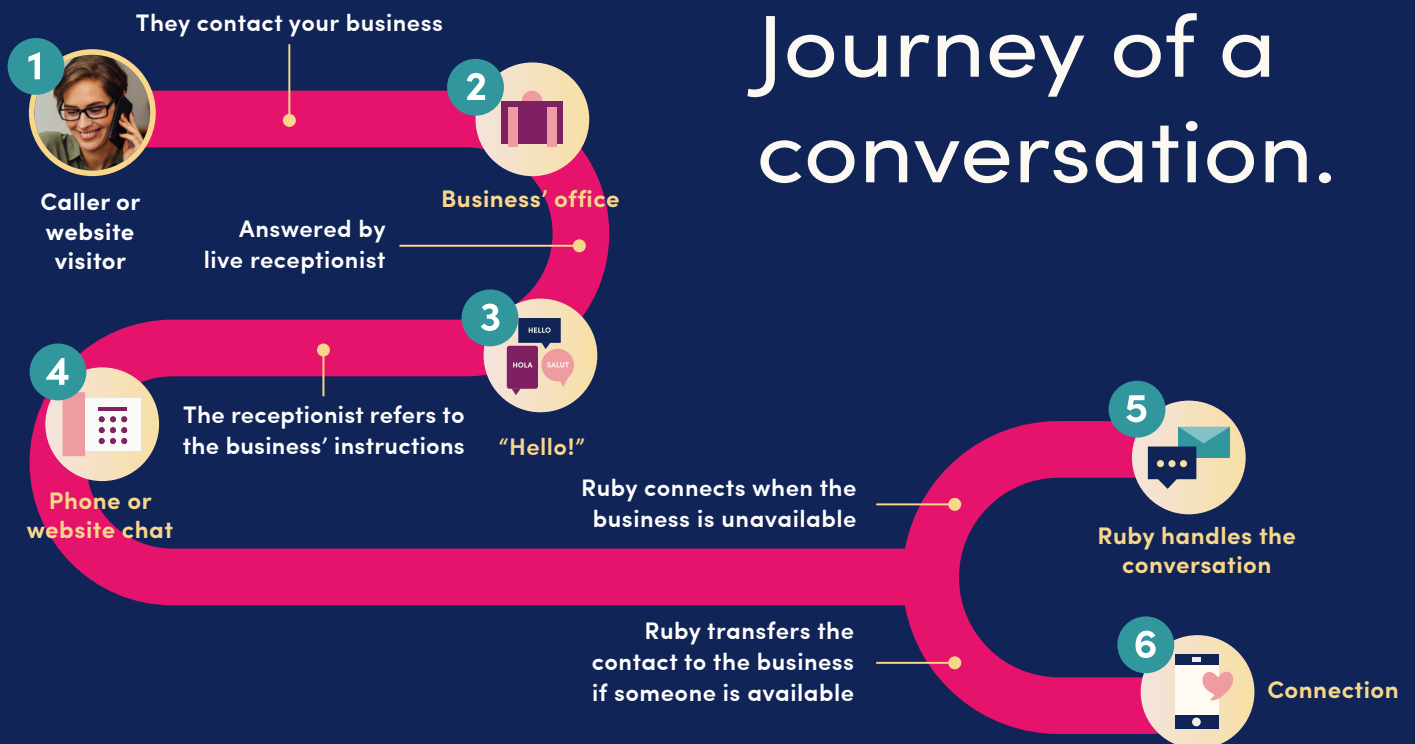 Journey of a
conversation.
They contact your business
1
Caller or
website
visitor
2
Business’ office
Answered by
live receptionist
3
HELLO
HOLA
SALUT
“Hello!”
The receptionist refers to
the business’ instructions
4
Phone or
website chat
Ruby connects when the
business is unavailable
5
Ruby handles the
conversation
Ruby transfers the
contact to the business
if someone is available
6
Connection